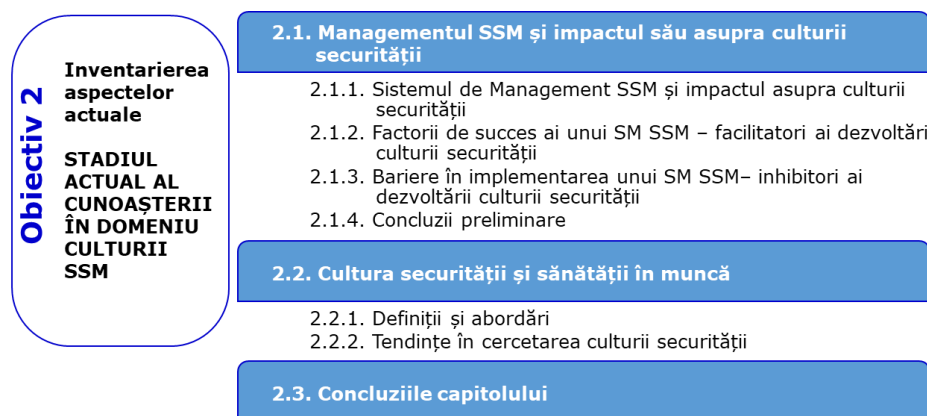 Obiectiv 2
Inventarierea
aspectelor
actuale
STADIUL
ACTUAL AL
CUNOAȘTERII
ÎN DOMENIU
CULTURII
SSM
2.1. Managementul SSM și impactul său asupra culturii
securității
2.1.1. Sistemul de Management SSM și impactul asupra culturii
securității
2.1.2. Factorii de succes ai unui SM SSM – facilitatori ai dezvoltări
culturii securității
2.1.3. Bariere în implementarea unui SM SSM– inhibitori ai
dezvoltării culturii securității
2.1.4. Concluzii preliminare
2.2. Cultura securității și sănătății în muncă
2.2.1. Definiții și abordări
2.2.2. Tendințe în cercetarea culturii securității
2.3. Concluziile capitolului